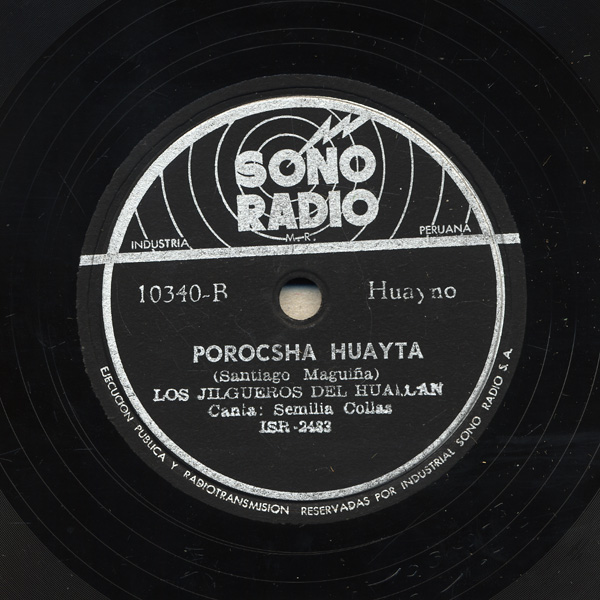 SONO
RADIO
M.R.
INDUSTRIA
PERUANA
10340-B
Huayno
POROCSHA HUAYTA
(Santiago Maguiña)
LOS JILGUEROS DEL HUALLAN
Canta: Semilia Collas
ISR-2483
EJECUCION PUBLICA Y RADIOTRANSMISION RESERVADAS POR INDUSTRIAL SONO RADIO S.A.